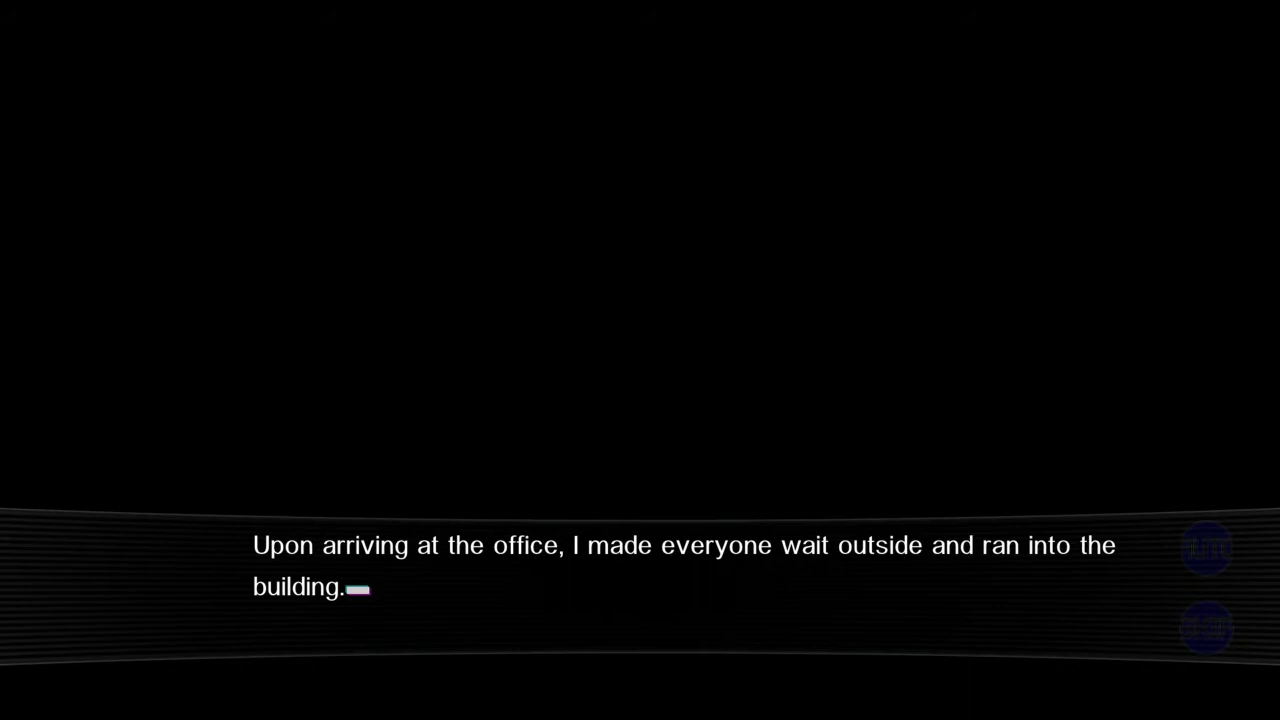 Upon arriving at the office, I made everyone wait outside and ran into the
building.